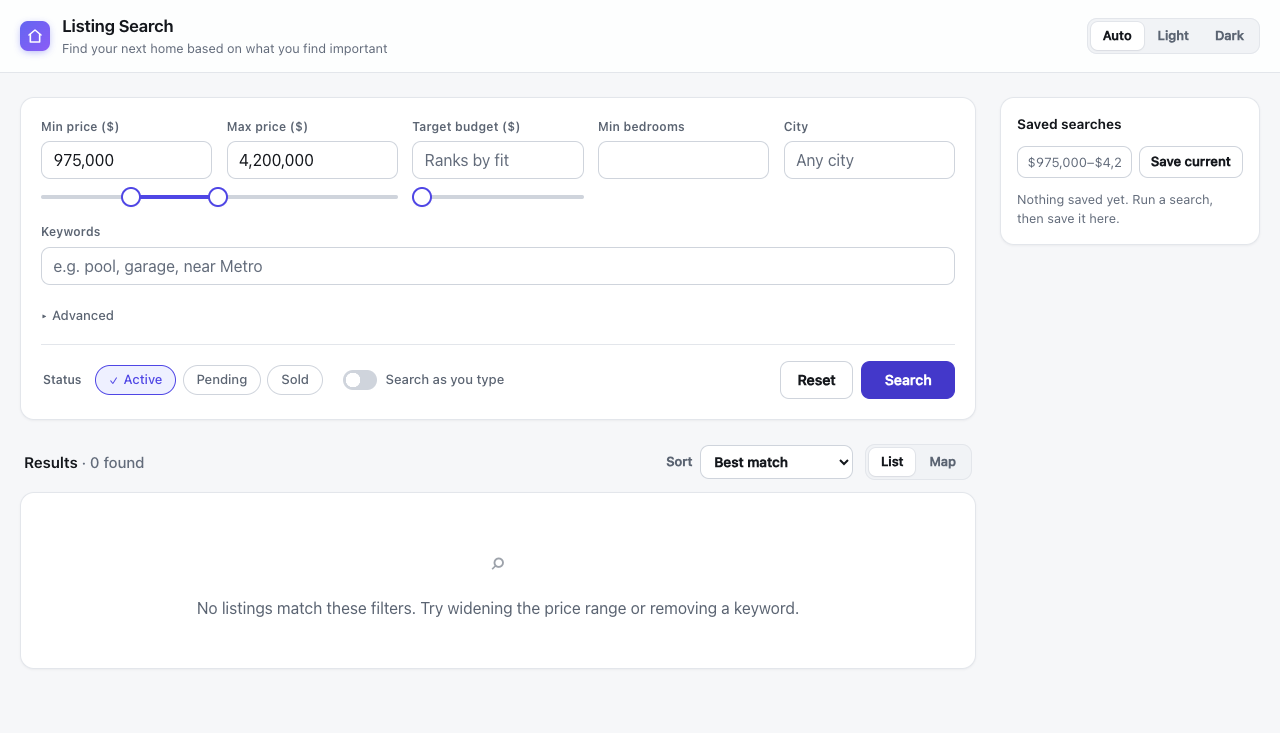 Listing Search
Find your next home based on what you find important
Auto
Light
Dark
Min price ($)
Max price ($)
Target budget ($)
Min bedrooms
City
975,000
4,200,000
Ranks by fit
Any city
Keywords
e.g. pool, garage, near Metro
▸ Advanced
Status
✓ Active
Pending
Sold
Search as you type
Reset
Search
Saved searches
$975,000–$4,2
Save current
Nothing saved yet. Run a search,
then save it here.
Results · 0 found
Sort
Best match
List
Map
No listings match these filters. Try widening the price range or removing a keyword.